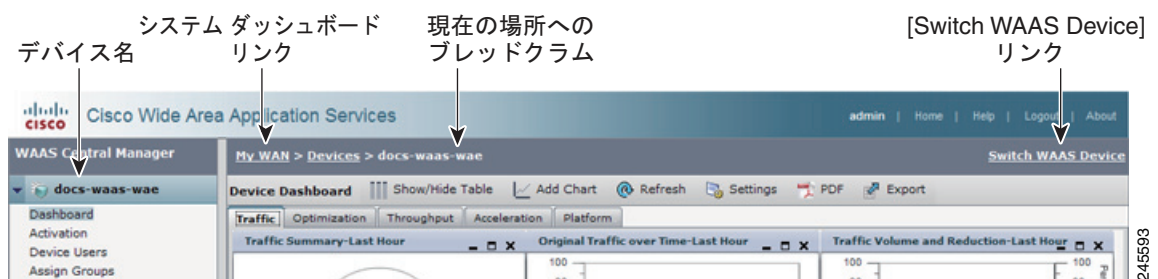 システム ダッシュボード
リンク
現在の場所への
ブレッドクラム
[Switch WAAS Device]
リンク
デバイス名
CISCO
Cisco Wide Area Application Services
admin | Home | Help | Logout | About
WAAS Central Manager
My WAN > Devices > docs-waas-wae
Switch WAAS Device
docs-waas-wae
Device Dashboard Show/Hide Table Add Chart Refresh Settings PDF Export
Dashboard
Activation
Device Users
Assign Groups
Traffic Optimization Throughput Acceleration Platform
Traffic Summary-Last Hour
Original Traffic over Time-Last Hour
Traffic Volume and Reduction-Last Hour
100
100
100
245593